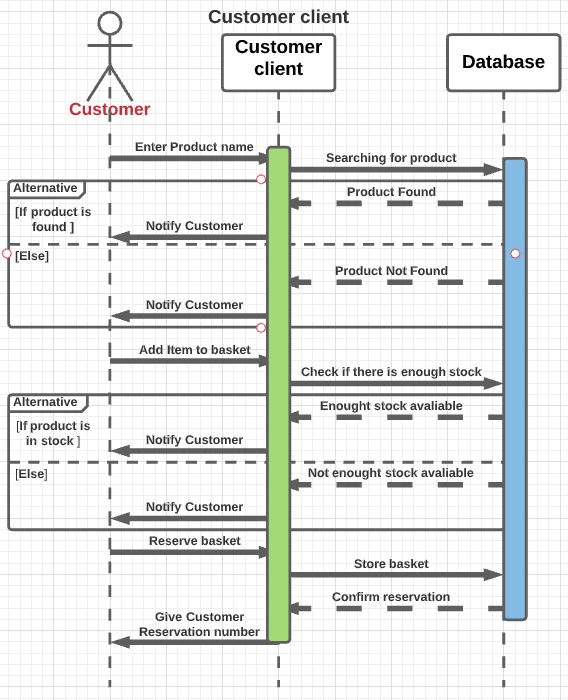 Customer client
Customer
client
Database
Customer
Enter Product name
Searching for product
Alternative
Product Found
[If product is
found ]
Notify Customer
[Else]
Product Not Found
Notify Customer
Add Item to basket
Check if there is enough stock
Alternative
Enought stock avaliable
[If product is
in stock ]
Notify Customer
[Else]
Not enought stock avaliable
Notify Customer
Reserve basket
Store basket
Confirm reservation
Give Customer
Reservation number